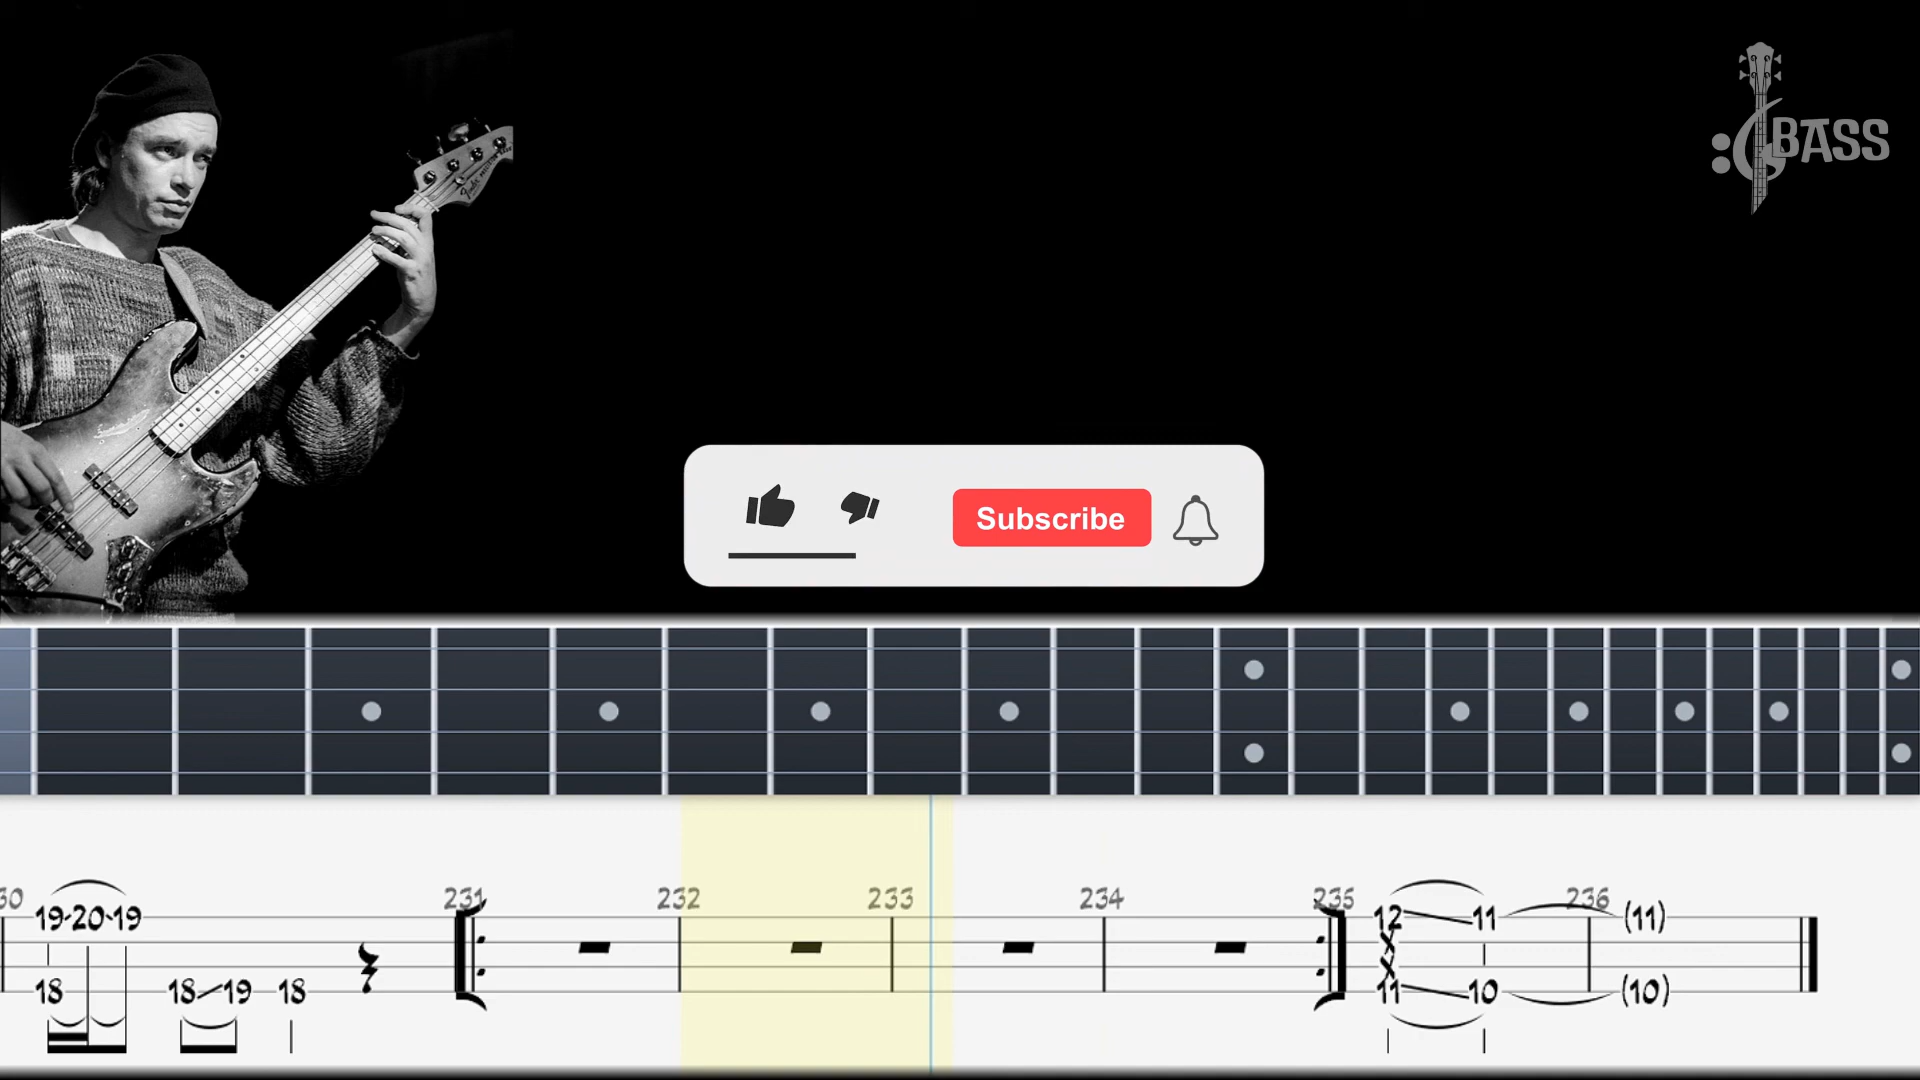 BASS
Fender
Subscribe
30 231 232 233 234 235 236
19 20 19 12 11 (11)
X
X
18 18 19 18 11 10 (10)